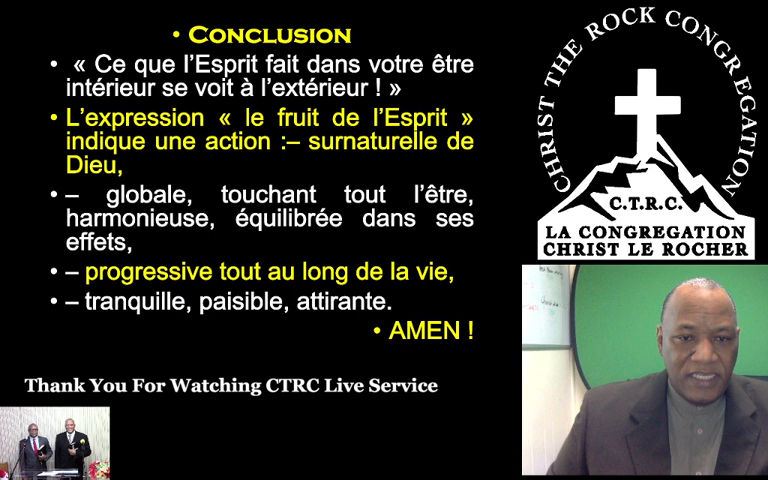 • CONCLUSION
• « Ce que l’Esprit fait dans votre être
intérieur se voit à l’extérieur ! »
• L’expression « le fruit de l’Esprit »
indique une action :– surnaturelle de
Dieu,
• – globale, touchant tout l’être,
harmonieuse, équilibrée dans ses
effets,
• – progressive tout au long de la vie,
• – tranquille, paisible, attirante.
• AMEN !
Thank You For Watching CTRC Live Service
CHRIST THE ROCK CONGREGATION
C.T.R.C.
LA CONGREGATION
CHRIST LE ROCHER